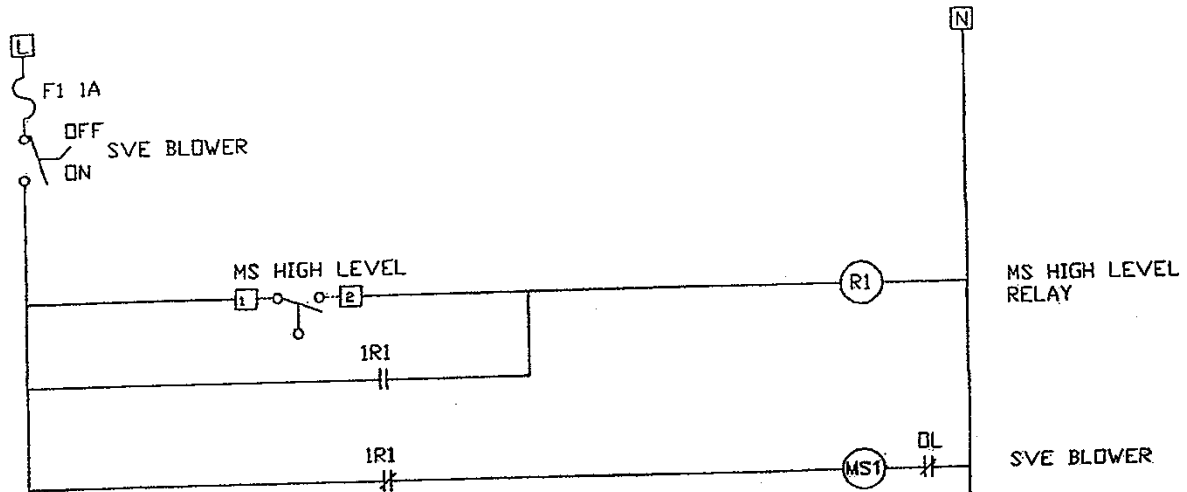 L
N
F1 1A
OFF
SVE BLOWER
ON
MS HIGH LEVEL
1
2
R1
MS HIGH LEVEL
RELAY
1R1
1R1
MS1
OL
SVE BLOWER